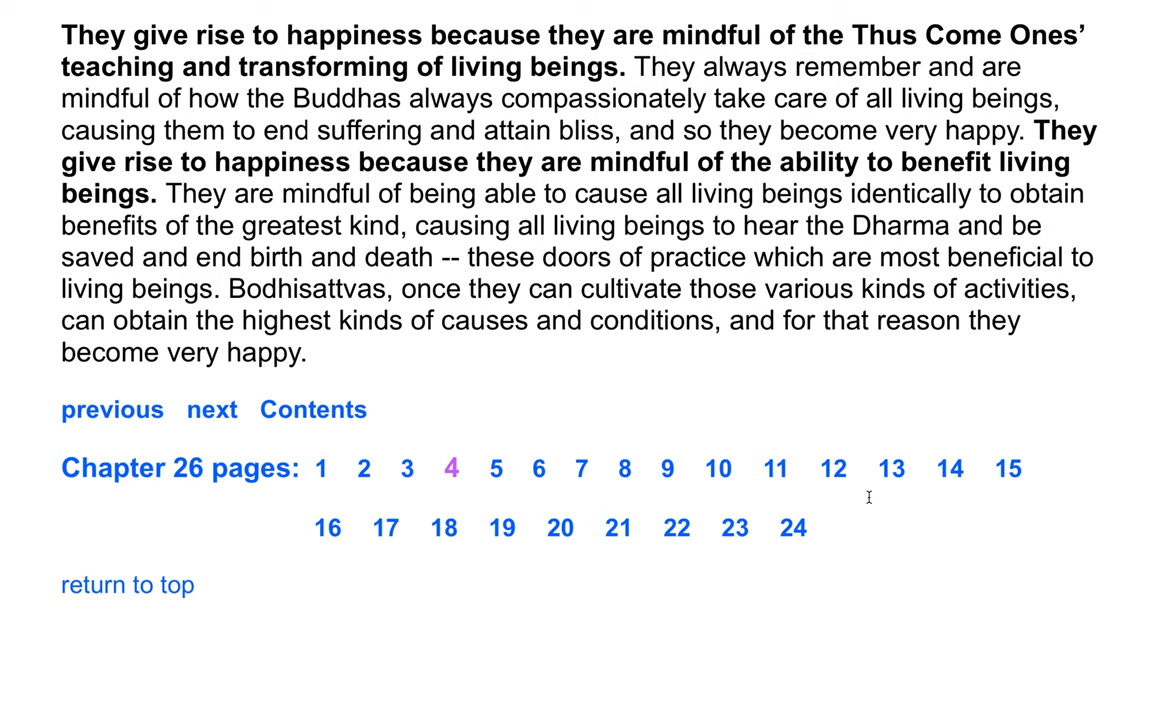 They give rise to happiness because they are mindful of the Thus Come Ones’
teaching and transforming of living beings. They always remember and are
mindful of how the Buddhas always compassionately take care of all living beings,
causing them to end suffering and attain bliss, and so they become very happy. They
give rise to happiness because they are mindful of the ability to benefit living
beings. They are mindful of being able to cause all living beings identically to obtain
benefits of the greatest kind, causing all living beings to hear the Dharma and be
saved and end birth and death -- these doors of practice which are most beneficial to
living beings. Bodhisattvas, once they can cultivate those various kinds of activities,
can obtain the highest kinds of causes and conditions, and for that reason they
become very happy.
previous next Contents
Chapter 26 pages: 1 2 3 4 5 6 7 8 9 10 11 12 13 14 15
16 17 18 19 20 21 22 23 24
return to top